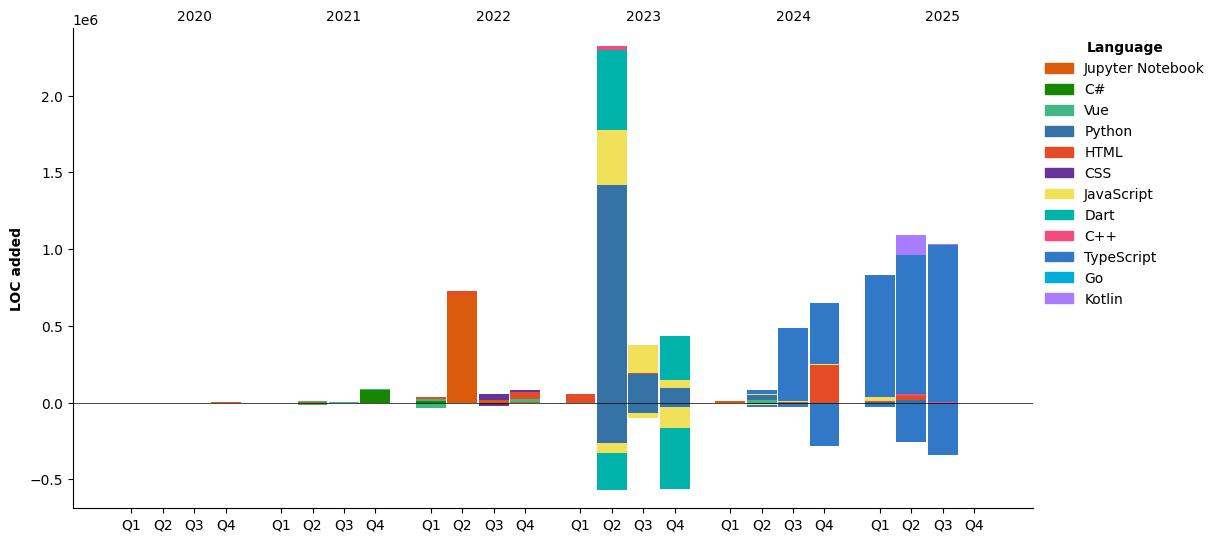 1e6
2020 2021 2022 2023 2024 2025
Language
Jupyter Notebook
C#
Vue
Python
HTML
CSS
JavaScript
Dart
C++
TypeScript
Go
Kotlin
LOC added
2.0
1.5
1.0
0.5
0.0
−0.5
Q1 Q2 Q3 Q4 Q1 Q2 Q3 Q4 Q1 Q2 Q3 Q4 Q1 Q2 Q3 Q4 Q1 Q2 Q3 Q4 Q1 Q2 Q3 Q4